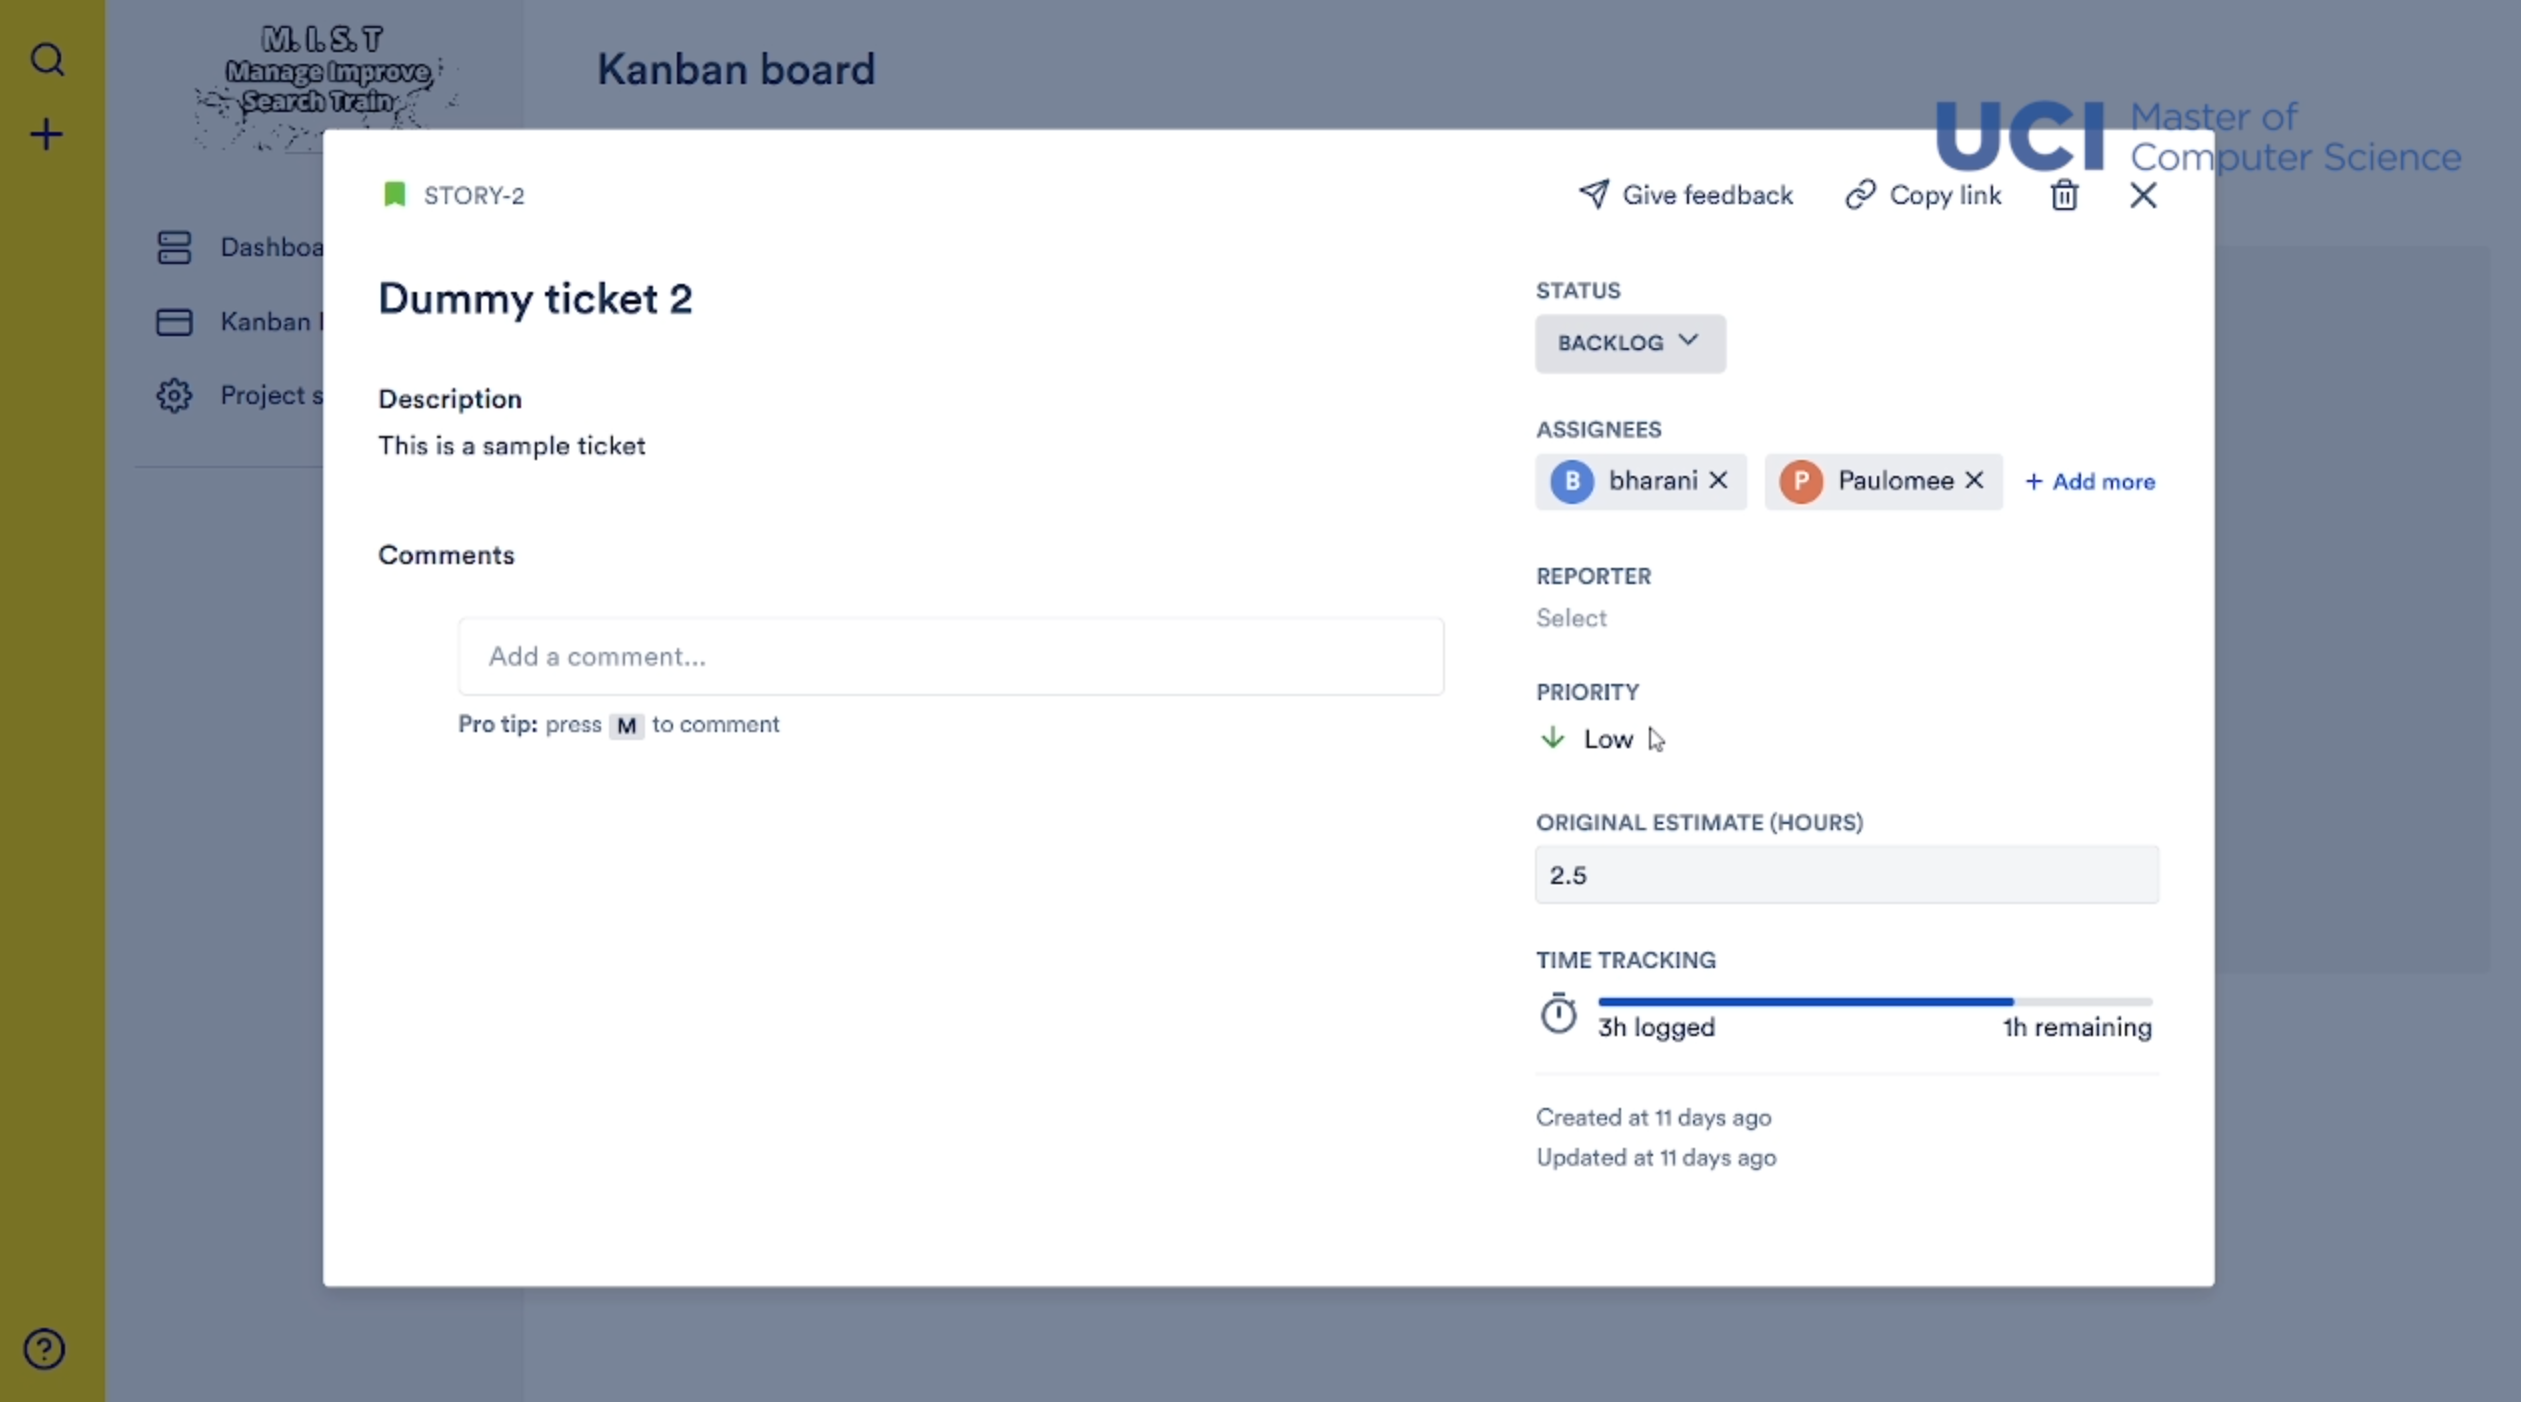 M. I. S. T
Manage Improve
Search Train
Kanban board
UCI Master of
Computer Science
Dashboa
Kanban
Project s
STORY-2
Give feedback
Copy link
Dummy ticket 2
Description
This is a sample ticket
Comments
Add a comment...
Pro tip: press M to comment
STATUS
BACKLOG
ASSIGNEES
B bharani
P Paulomee
+ Add more
REPORTER
Select
PRIORITY
Low
ORIGINAL ESTIMATE (HOURS)
2.5
TIME TRACKING
3h logged
1h remaining
Created at 11 days ago
Updated at 11 days ago